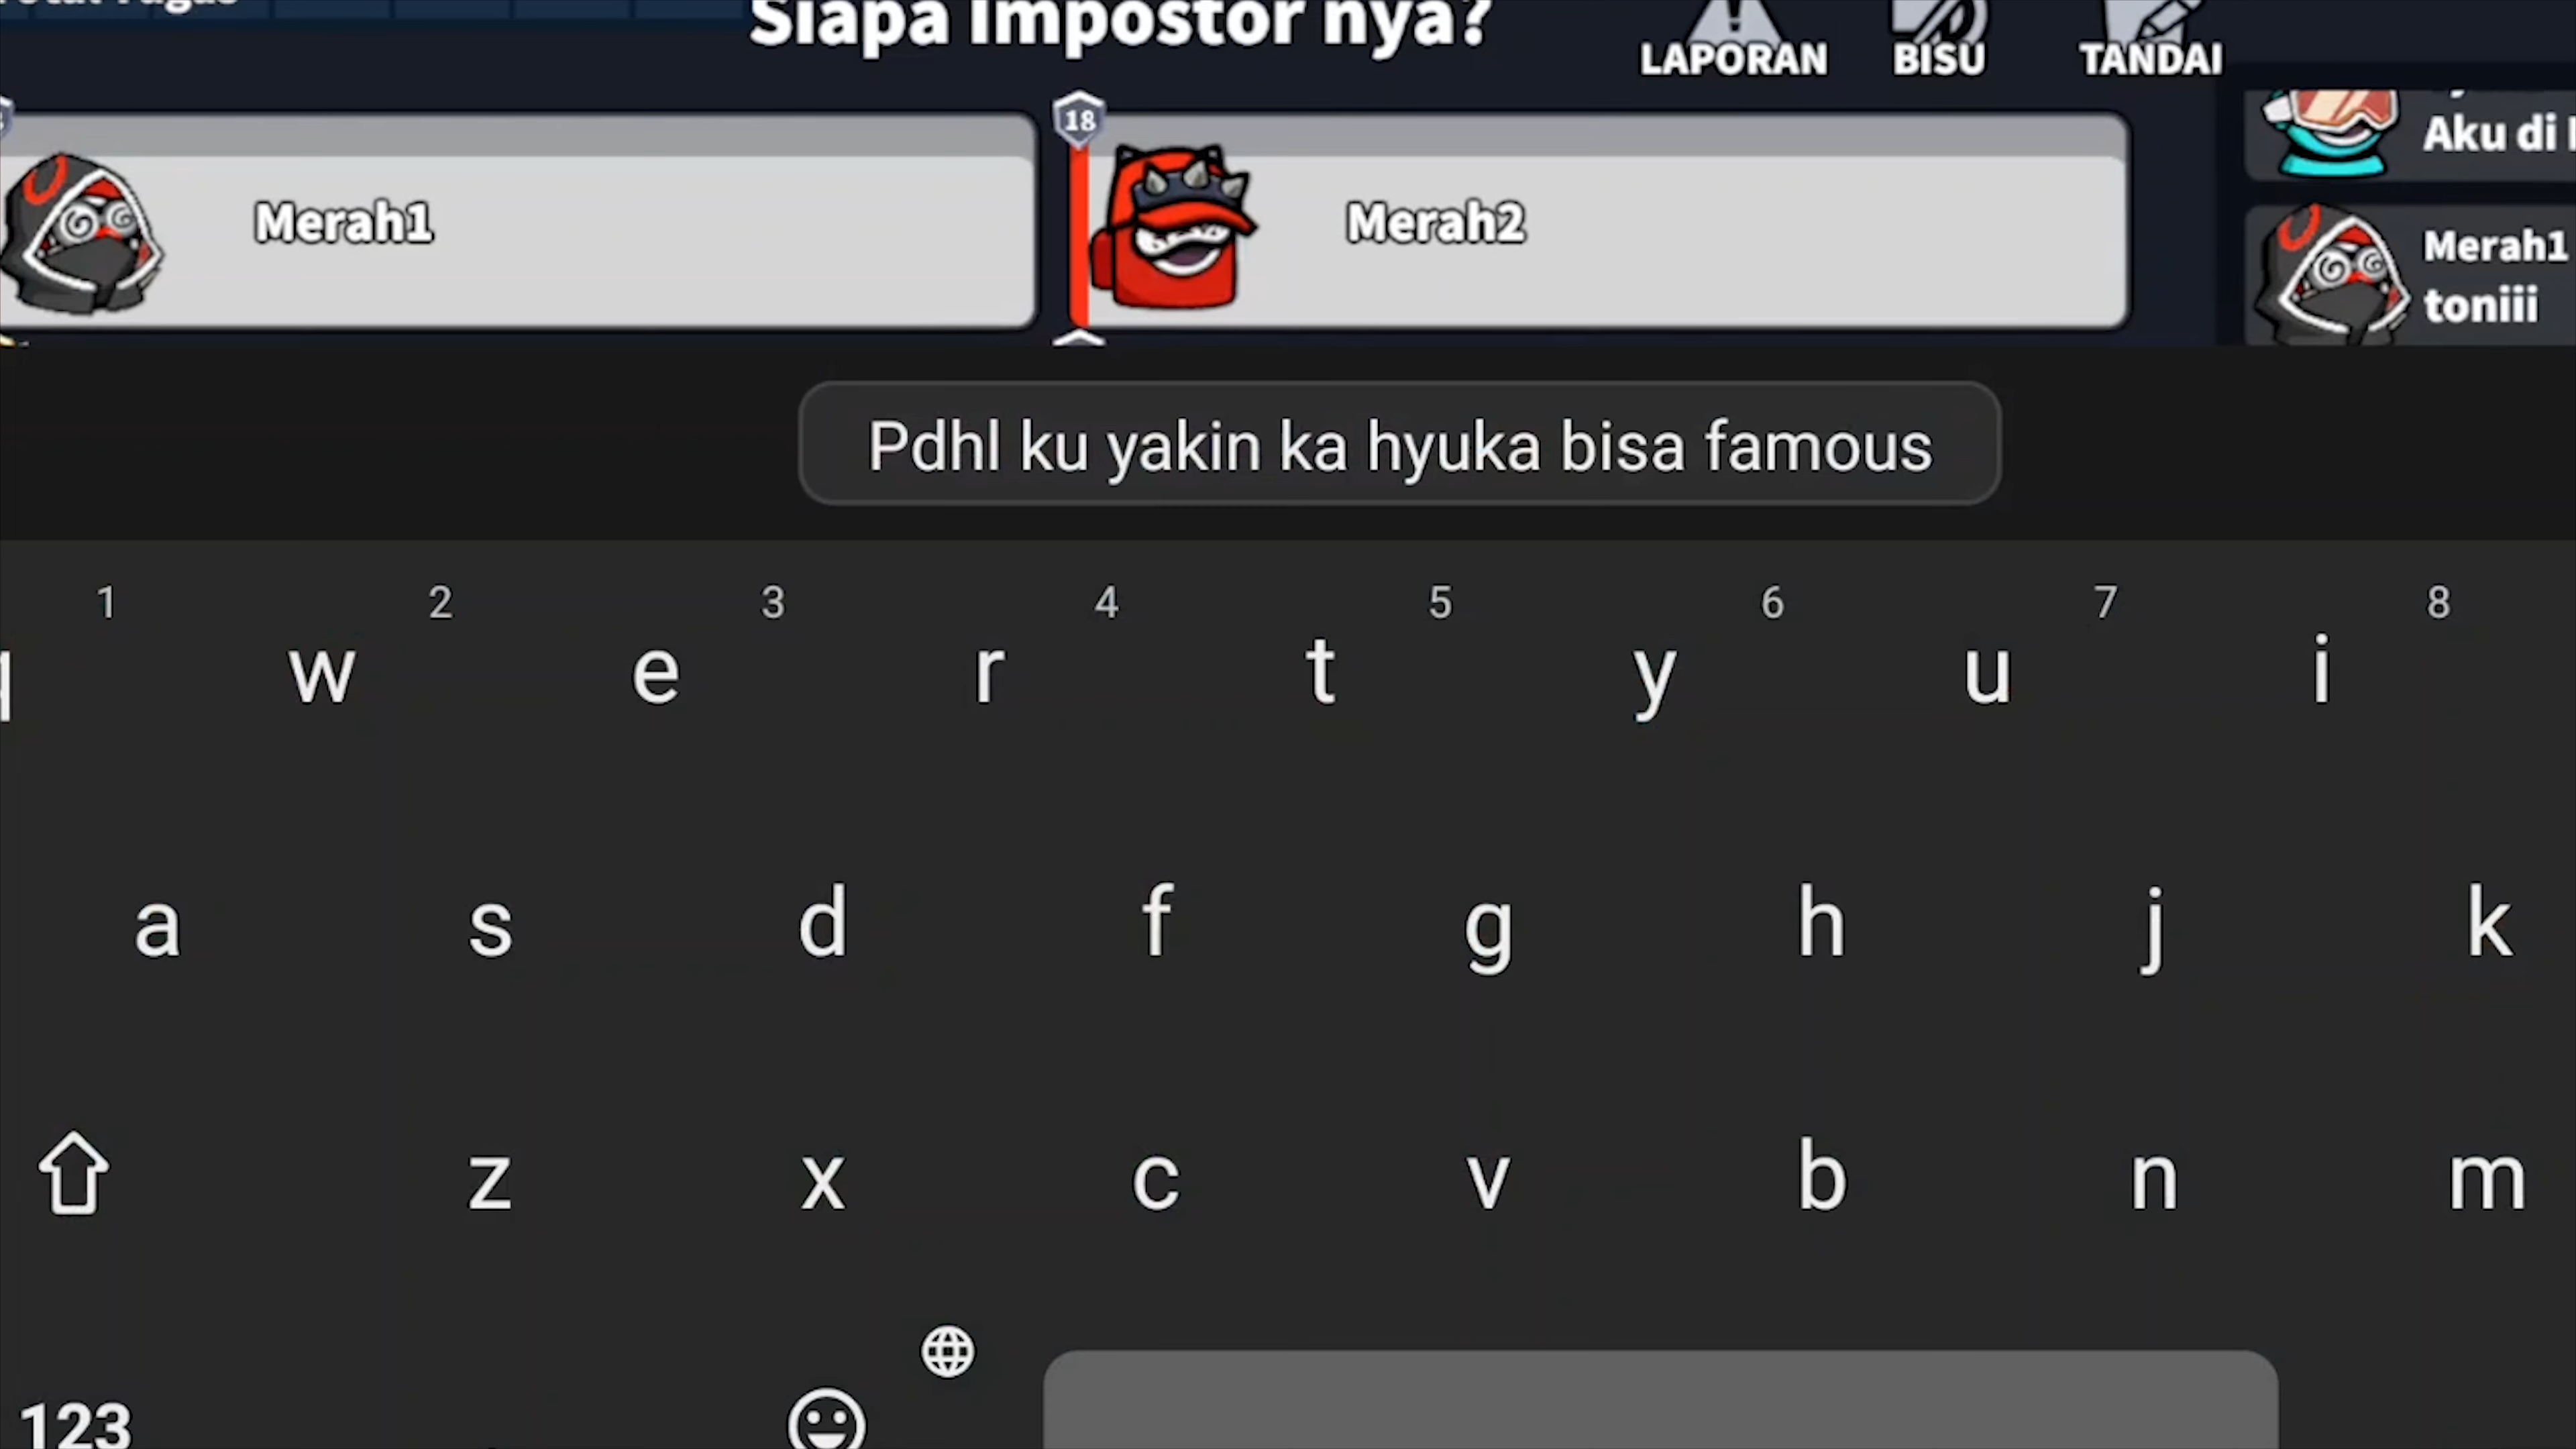 Siapa Impostor nya?
LAPORAN
BISU
TANDAI
18
Merah1
Merah2
Aku di
Merah1
toniii
Pdhl ku yakin ka hyuka bisa famous
1 2 3 4 5 6 7 8
q w e r t y u i
a s d f g h j k
z x c v b n m
123